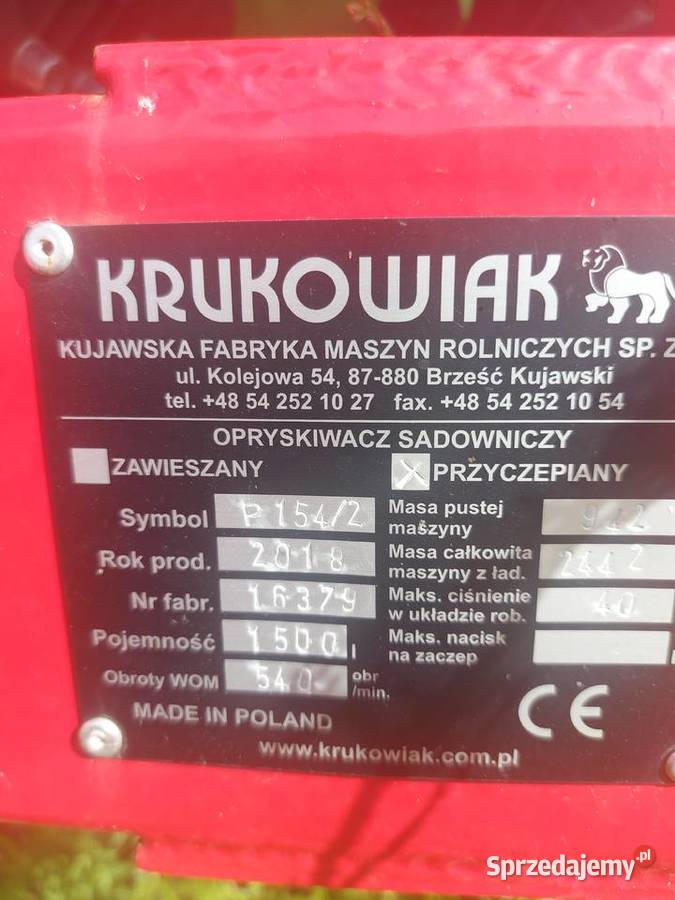 KRUKOWIAK
KUJAWSKA FABRYKA MASZYN ROLNICZYCH SP. Z
ul. Kolejowa 54, 87-880 Brześć Kujawski
tel. +48 54 252 10 27 fax. +48 54 252 10 54
OPRYSKIWACZ SADOWNICZY
ZAWIESZANY
X PRZYCZEPIANY
Symbol P154/2
Rok prod. 2018
Nr fabr. 16379
Pojemność 1500 l
Obroty WOM 540 obr
/min.
Masa pustej
maszyny 942
Masa całkowita
maszyny z ład. 2442
Maks. ciśnienie
w układzie rob. 40
Maks. nacisk
na zaczep
MADE IN POLAND
CE
www.krukowiak.com.pl
Sprzedajemy.pl